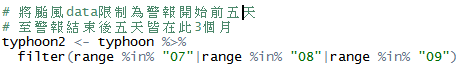 # 將颱風data限制為警報開始前五天
# 至警報結束後五天皆在此3個月
typhoon2 <- typhoon %>%
  filter(range %in% "07"|range %in% "08"|range %in% "09")